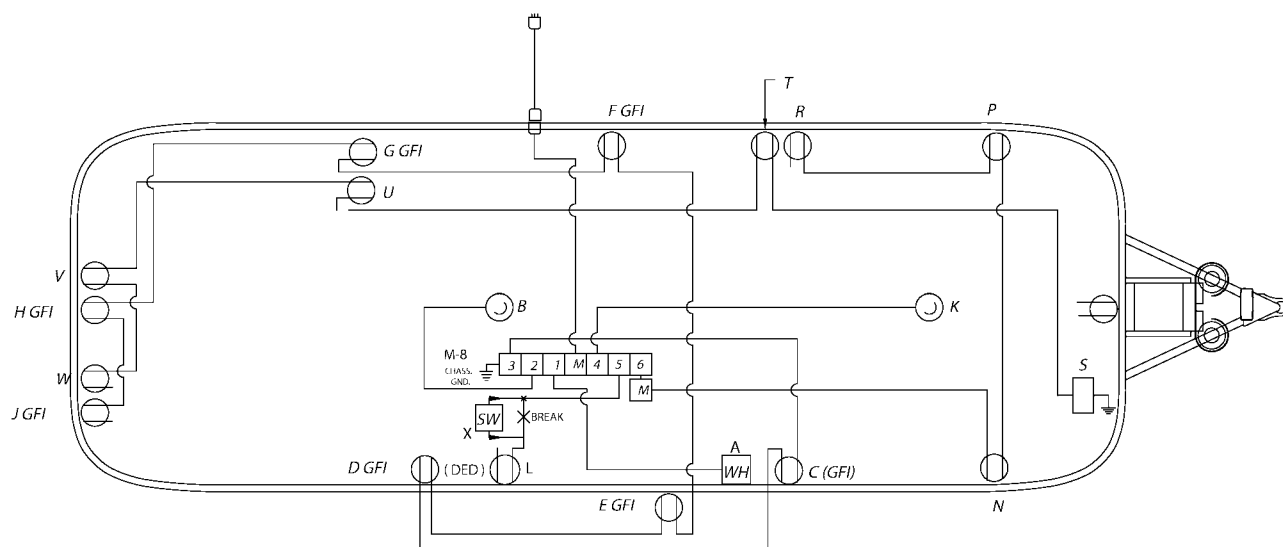 T
F GFI
R
P
G GFI
U
V
H GFI
B
K
M-8
CHASS.
GND.
3 2 1 M 4 5 6
M
W
S
J GFI
SW
BREAK
X
A
D GFI
(DED)
L
WH
C (GFI)
E GFI
N